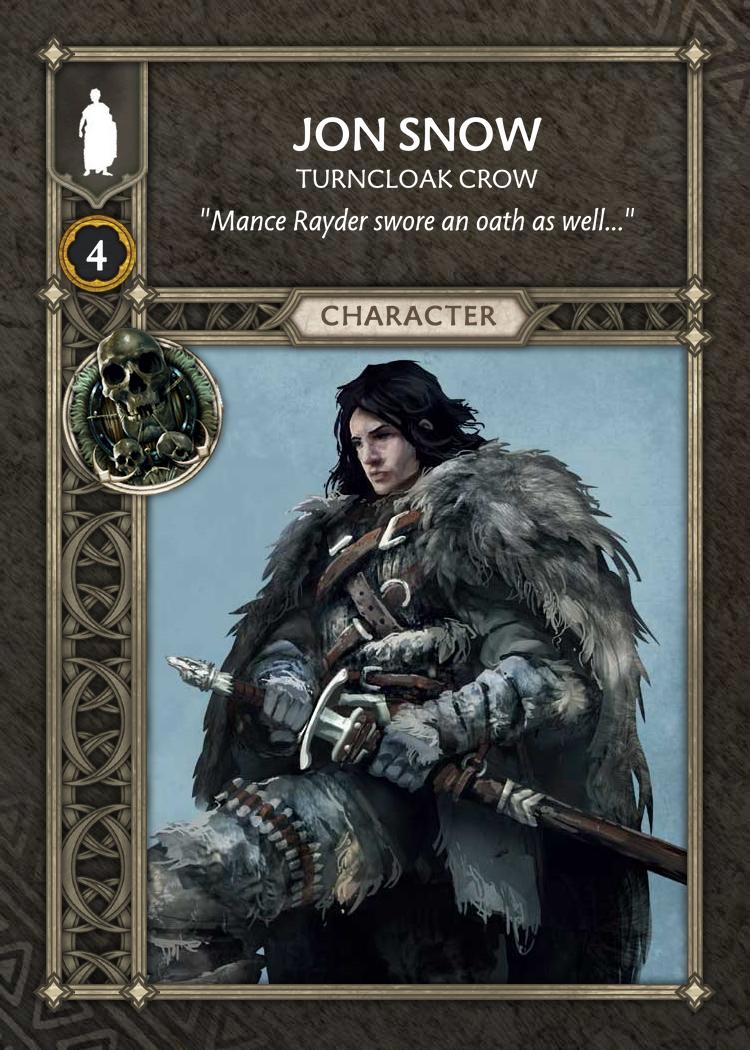 JON SNOW
TURNCLOAK CROW
"Mance Rayder swore an oath as well..."
4
CHARACTER